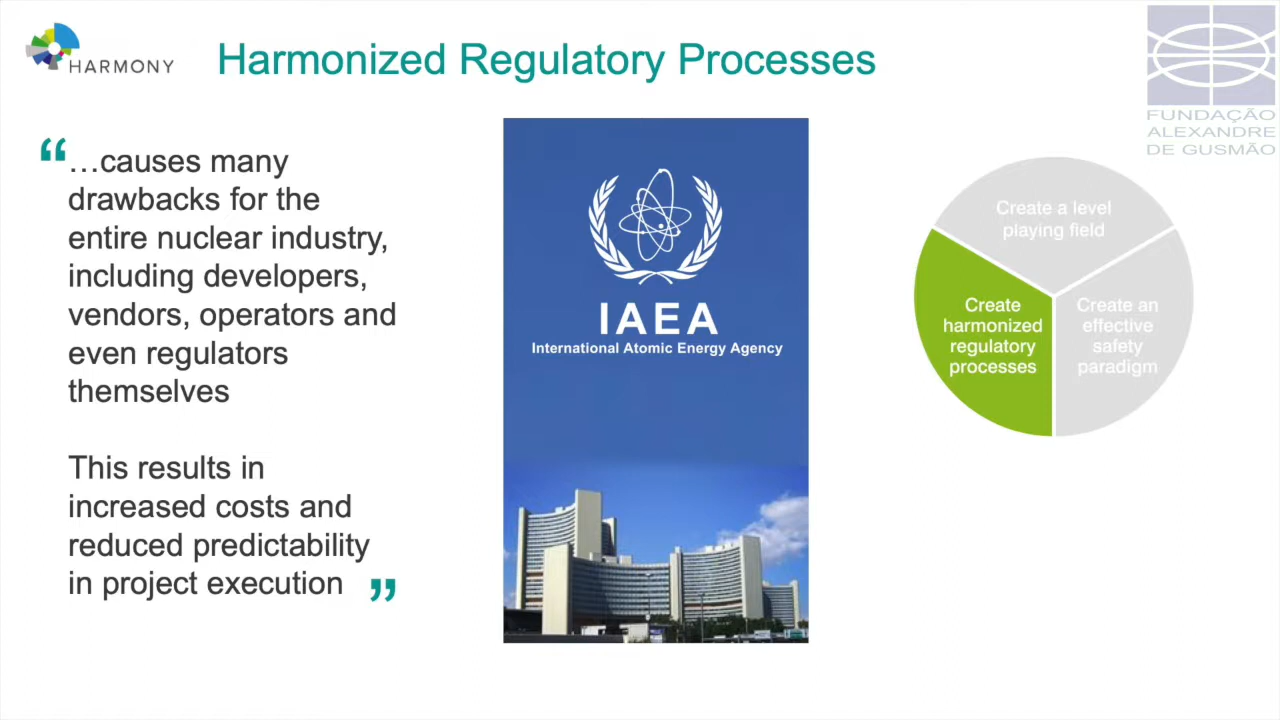 HARMONY
Harmonized Regulatory Processes
FUNDAÇÃO
ALEXANDRE
DE GUSMÃO
“…causes many
drawbacks for the
entire nuclear industry,
including developers,
vendors, operators and
even regulators
themselves
This results in
increased costs and
reduced predictability
in project execution ”
IAEA
International Atomic Energy Agency
Create a level
playing field
Create
harmonized
regulatory
processes
Create an
effective
safety
paradigm